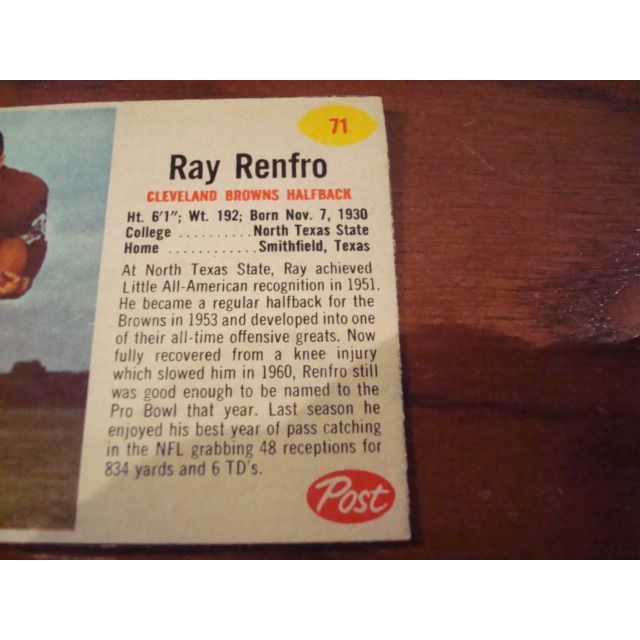 71
Ray Renfro
CLEVELAND BROWNS HALFBACK
Ht. 6'1"; Wt. 192; Born Nov. 7, 1930
College .......... North Texas State
Home ............ Smithfield, Texas
At North Texas State, Ray achieved
Little All-American recognition in 1951.
He became a regular halfback for the
Browns in 1953 and developed into one
of their all-time offensive greats. Now
fully recovered from a knee injury
which slowed him in 1960, Renfro still
was good enough to be named to the
Pro Bowl that year. Last season he
enjoyed his best year of pass catching
in the NFL grabbing 48 receptions for
834 yards and 6 TD's.
Post